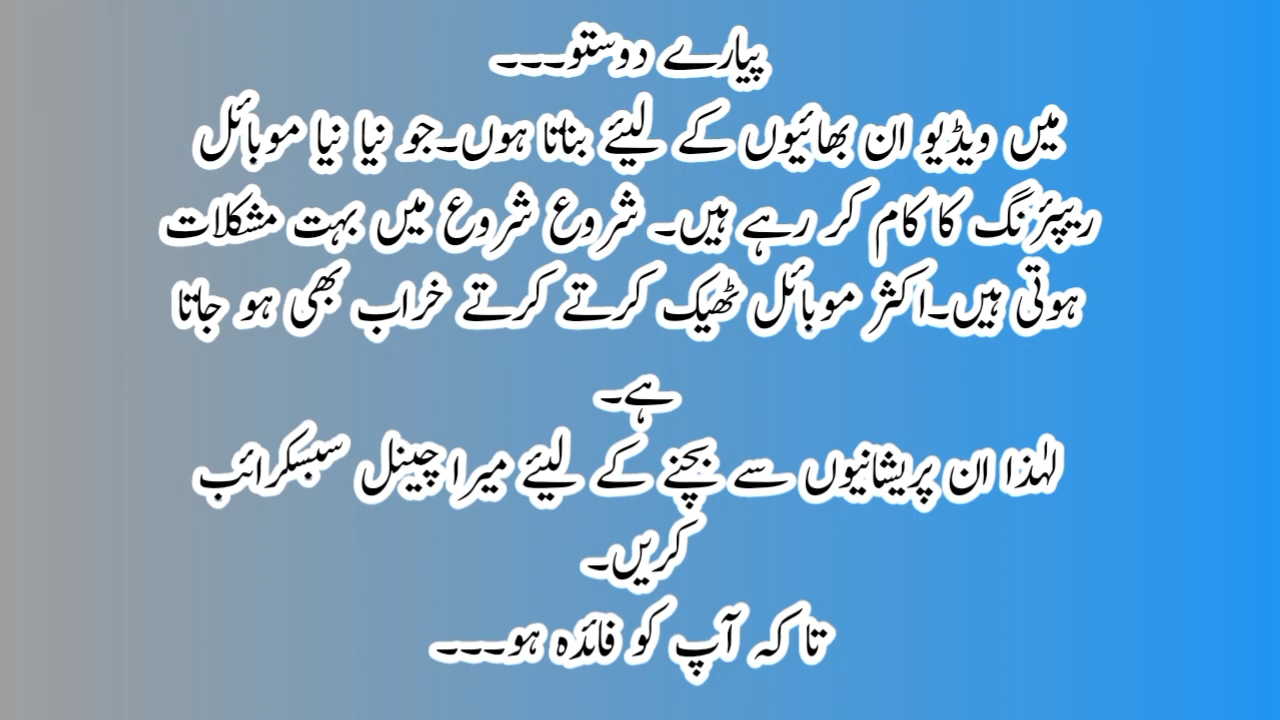 پیارے دوستو۔۔۔
میں ویڈیو ان بھائیوں کے لیئے بناتا ہوں۔جو نیا نیا موبائل
ریپئرنگ کا کام کر رہے ہیں۔ شروع شروع میں بہت مشکلات
ہوتی ہیں۔اکثر موبائل ٹھیک کرتے کرتے خراب بھی ہو جاتا
ہے۔
لہٰذا ان پریشانیوں سے بچنے کے لیئے میرا چینل سبسکرائب
کریں۔
تا کہ آپ کو فائدہ ہو۔۔۔